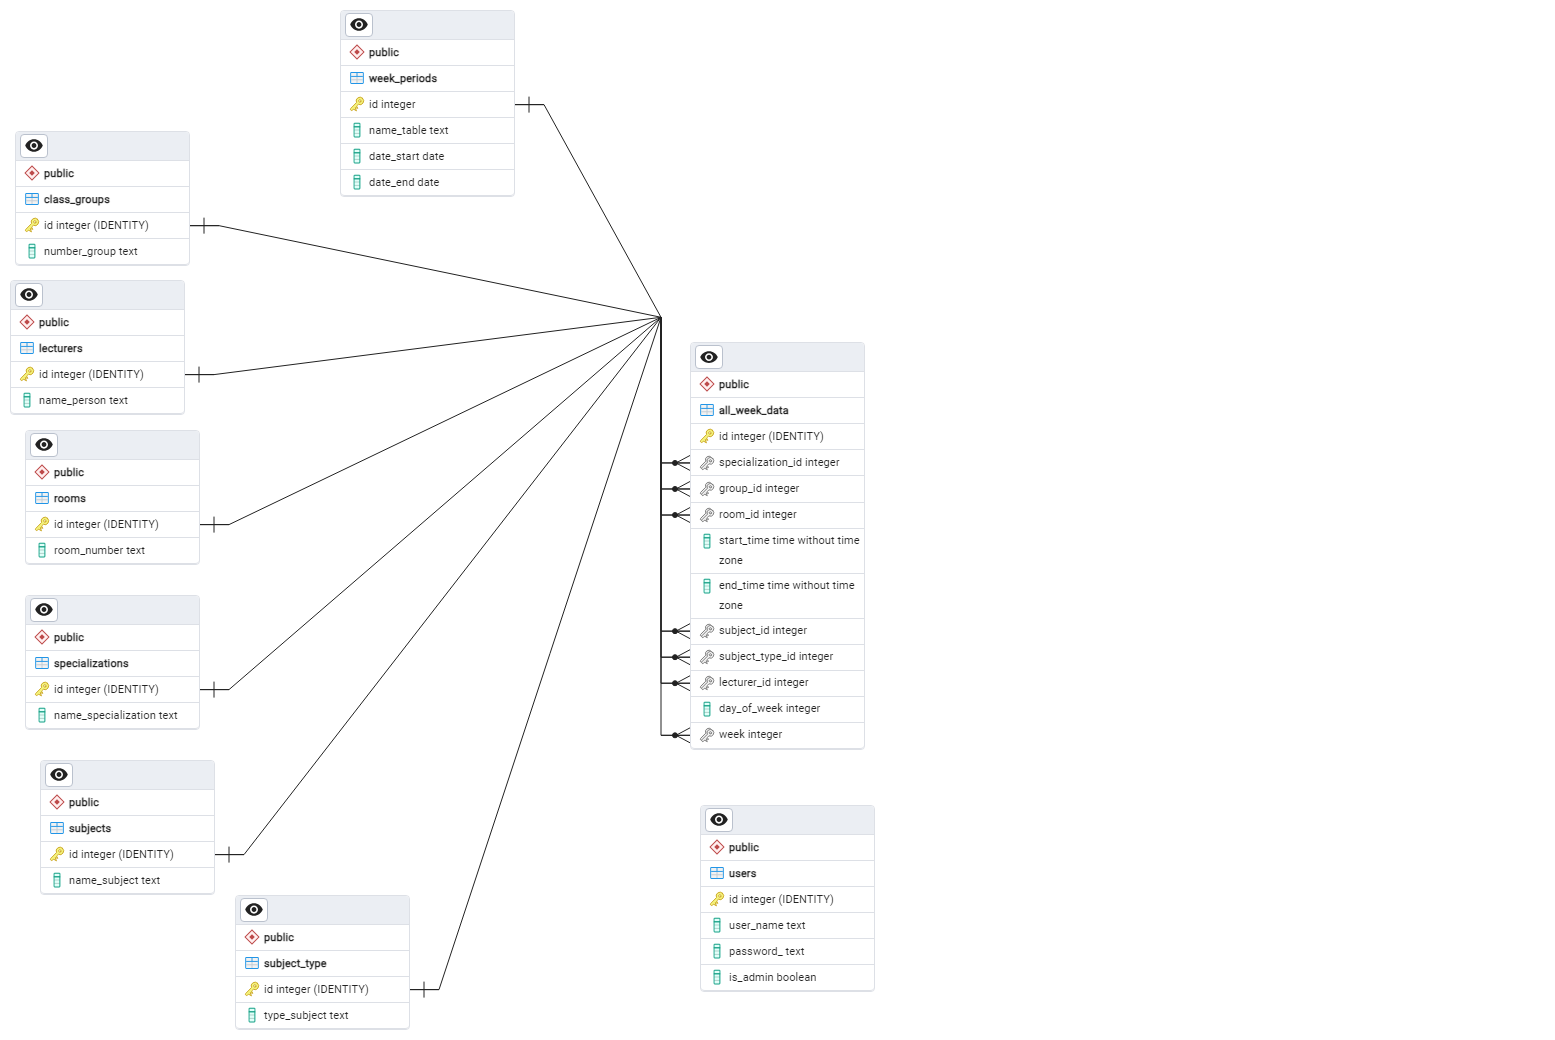 public
week_periods
id integer
name_table text
date_start date
date_end date
public
class_groups
id integer (IDENTITY)
number_group text
public
lecturers
id integer (IDENTITY)
name_person text
public
rooms
id integer (IDENTITY)
room_number text
public
specializations
id integer (IDENTITY)
name_specialization text
public
subjects
id integer (IDENTITY)
name_subject text
public
subject_type
id integer (IDENTITY)
type_subject text
public
all_week_data
id integer (IDENTITY)
specialization_id integer
group_id integer
room_id integer
start_time time without time
zone
end_time time without time
zone
subject_id integer
subject_type_id integer
lecturer_id integer
day_of_week integer
week integer
public
users
id integer (IDENTITY)
user_name text
password_ text
is_admin boolean